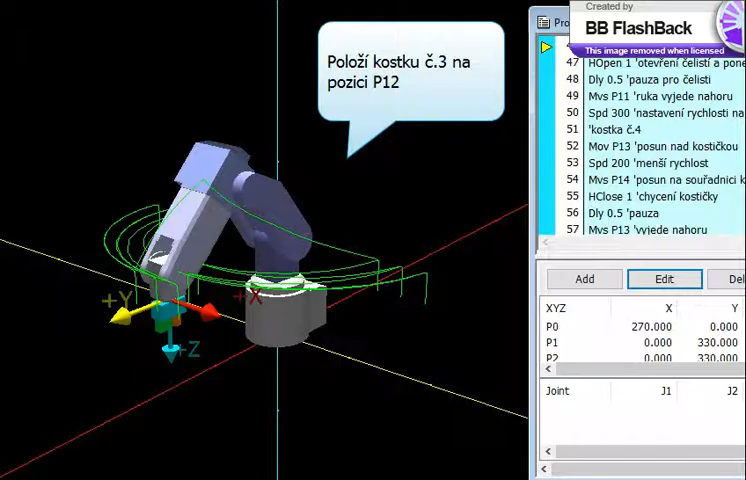 Created by
BB FlashBack
This image removed when licensed
Položí kostku č.3 na
pozici P12
+Y
+X
+Z
47 HOpen 1 'otevření čelistí a pone
48 Dly 0.5 'pauza pro čelisti
49 Mvs P11 'ruka vyjede nahoru
50 Spd 300 'nastavení rychlosti na
51 'kostka č.4
52 Mov P13 'posun nad kostičkou
53 Spd 200 'menší rychlost
54 Mvs P14 'posun na souřadnici k
55 HClose 1 'chycení kostičky
56 Dly 0.5 'pauza
57 Mvs P13 'vyjede nahoru
Add Edit Del
XYZ X Y
P0 270.000 0.000
P1 0.000 330.000
P2 0.000 330.000
Joint J1 J2